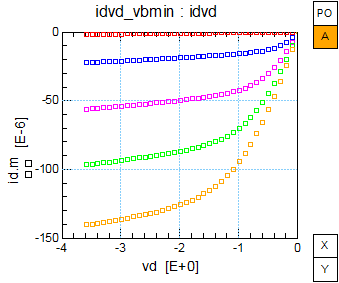 idvd_vbmin : idvd
PO
A
0
-50
-100
-150
id.m [E-6]
-4
-3
-2
-1
0
vd [E+0]
X
Y